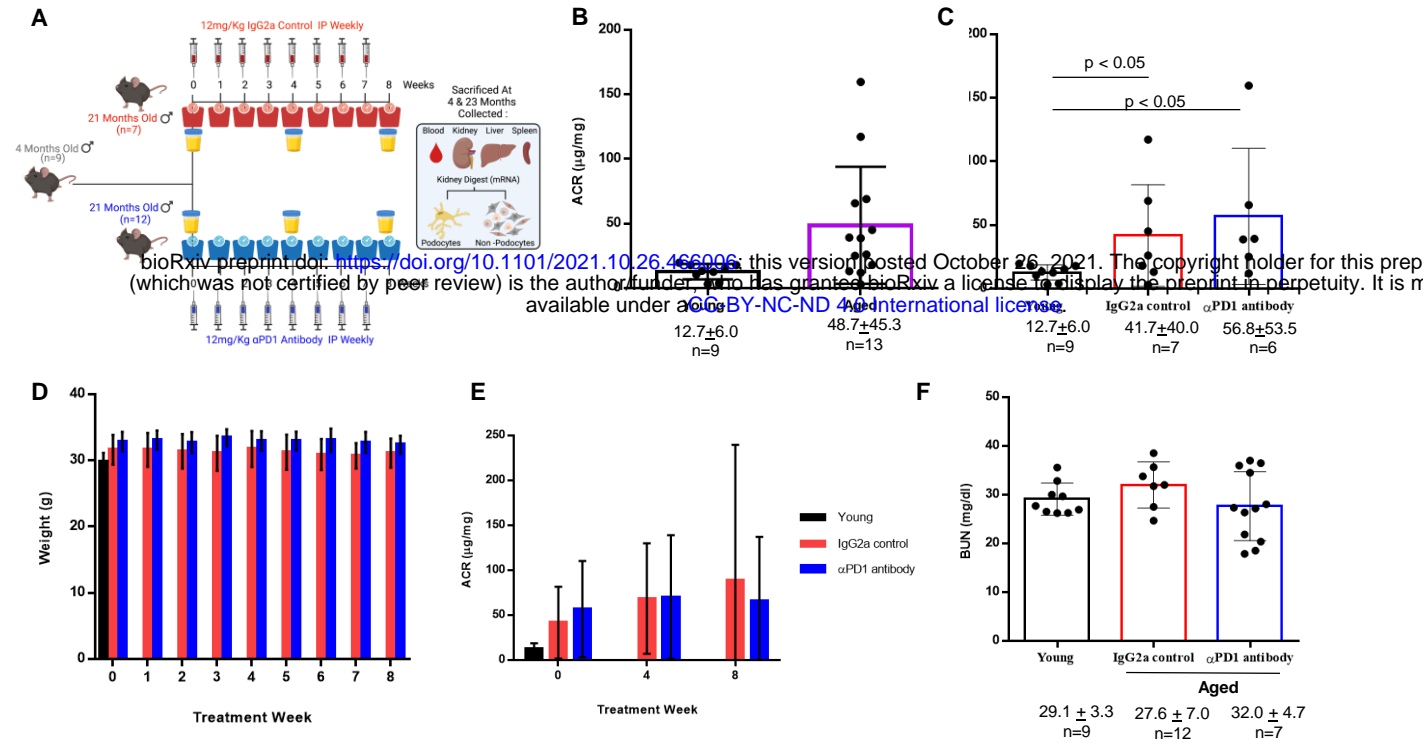 A
12mg/Kg IgG2a Control IP Weekly
0 1 2 3 4 5 6 7 8 Weeks
21 Months Old ♂
(n=7)
4 Months Old ♂
(n=9)
21 Months Old ♂
(n=12)
12mg/Kg αPD1 Antibody IP Weekly
Sacrificed At
4 & 23 Months
Collected :
Blood Kidney Liver Spleen
Kidney Digest (mRNA)
Podocytes Non -Podocytes
B
ACR (µg/mg)
200
150
100
50
Aged
12.7±6.0
n=9
48.7±45.3
n=13
C
200
150
100
50
p < 0.05
p < 0.05
Young IgG2a control αPD1 antibody
12.7±6.0 41.7±40.0 56.8±53.5
n=9 n=7 n=6
bioRxiv preprint doi: https://doi.org/10.1101/2021.10.26.466006; this version posted October 26, 2021. The copyright holder for this prep
(which was not certified by peer review) is the author/funder, who has granted bioRxiv a license to display the preprint in perpetuity. It is m
available under a CC-BY-NC-ND 4.0 International license.
D
Weight (g)
40
30
20
10
0
0 1 2 3 4 5 6 7 8
Treatment Week
E
ACR (µg/mg)
250
200
150
100
50
0
0 4 8
Treatment Week
Young
IgG2a control
αPD1 antibody
F
BUN (mg/dl)
50
40
30
20
10
0
Young IgG2a control αPD1 antibody
Aged
29.1 ± 3.3 27.6 ± 7.0 32.0 ± 4.7
n=9 n=12 n=7